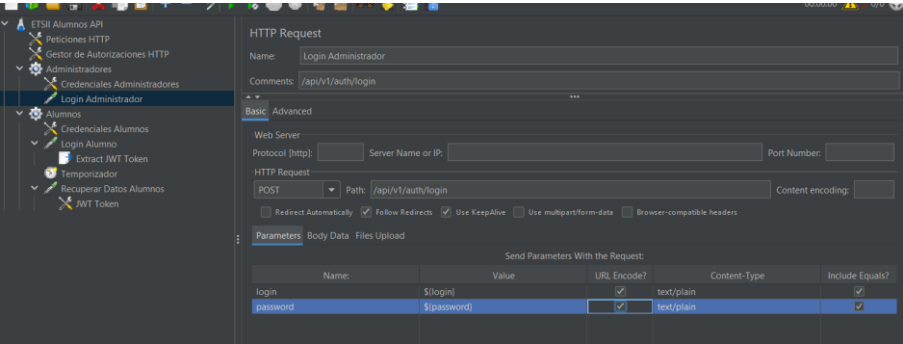 00:00:00 0/0
ETSII Alumnos API
Peticiones HTTP
Gestor de Autorizaciones HTTP
Administradores
Credenciales Administradores
Login Administrador
Alumnos
Credenciales Alumnos
Login Alumno
Extract JWT Token
Temporizador
Recuperar Datos Alumnos
JWT Token
HTTP Request
Name: Login Administrador
Comments: /api/v1/auth/login
Basic Advanced
Web Server
Protocol [http]: Server Name or IP: Port Number:
HTTP Request
POST Path: /api/v1/auth/login Content encoding:
Redirect Automatically Follow Redirects Use KeepAlive Use multipart/form-data Browser-compatible headers
Parameters Body Data Files Upload
Send Parameters With the Request:
Name: Value URL Encode? Content-Type Include Equals?
login ${login} text/plain
password ${password} text/plain